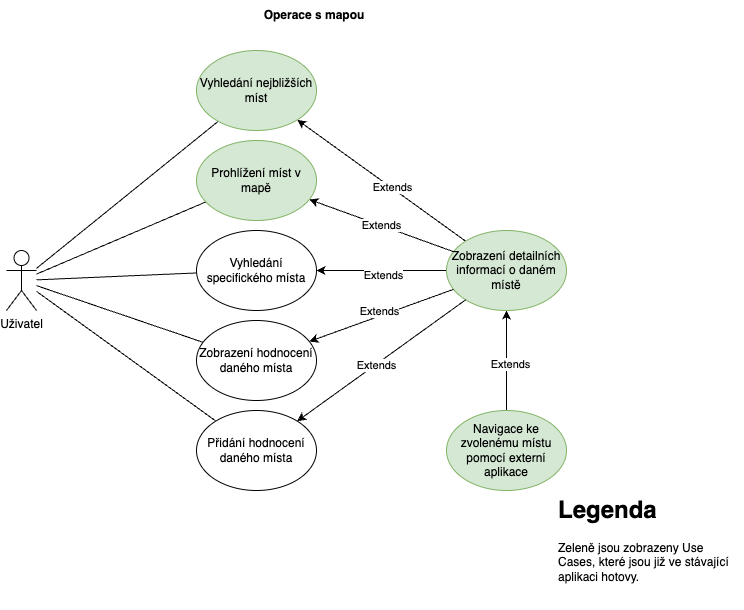 Operace s mapou
Vyhledání nejbližších
míst
Prohlížení míst v
mapě
Vyhledání
specifického místa
Zobrazení hodnocení
daného místa
Přidání hodnocení
daného místa
Uživatel
Extends
Extends
Extends
Extends
Extends
Zobrazení detailních
informací o daném
místě
Extends
Navigace ke
zvolenému místu
pomocí externí
aplikace
Legenda
Zeleně jsou zobrazeny Use
Cases, které jsou již ve stávající
aplikaci hotovy.